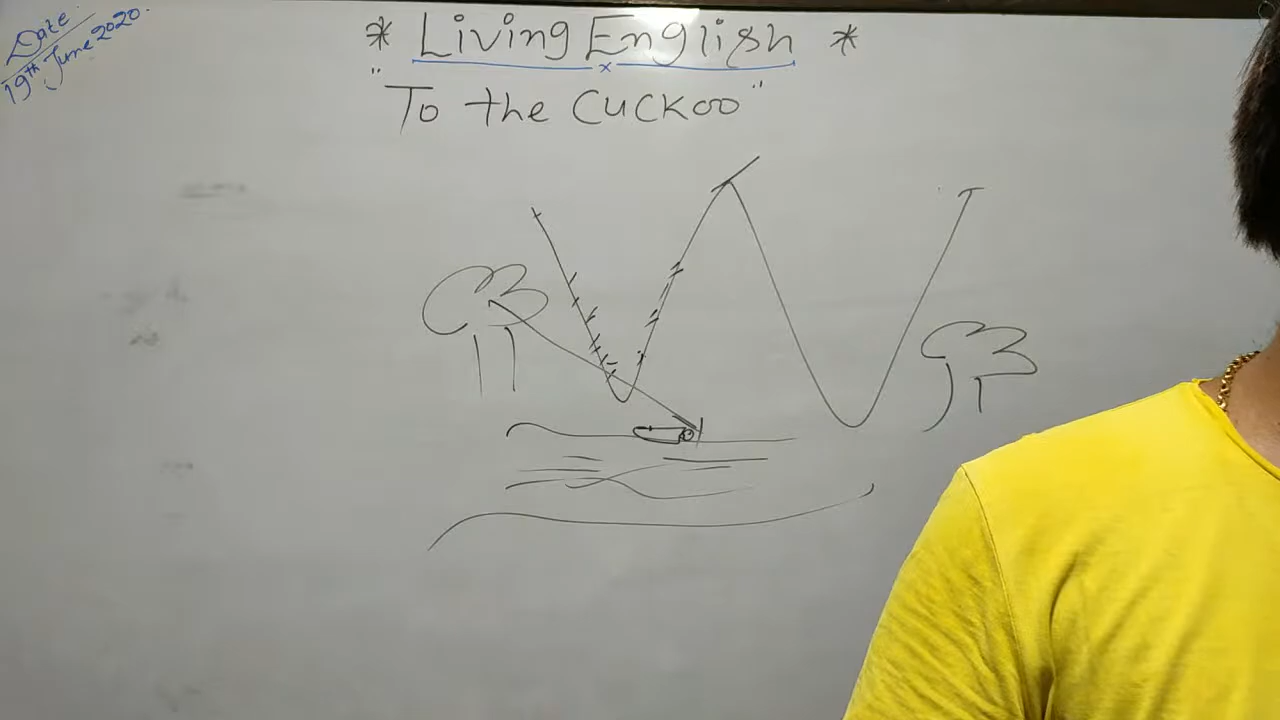 Date
19th June 2020.
* Living English *
x
"To the Cuckoo"